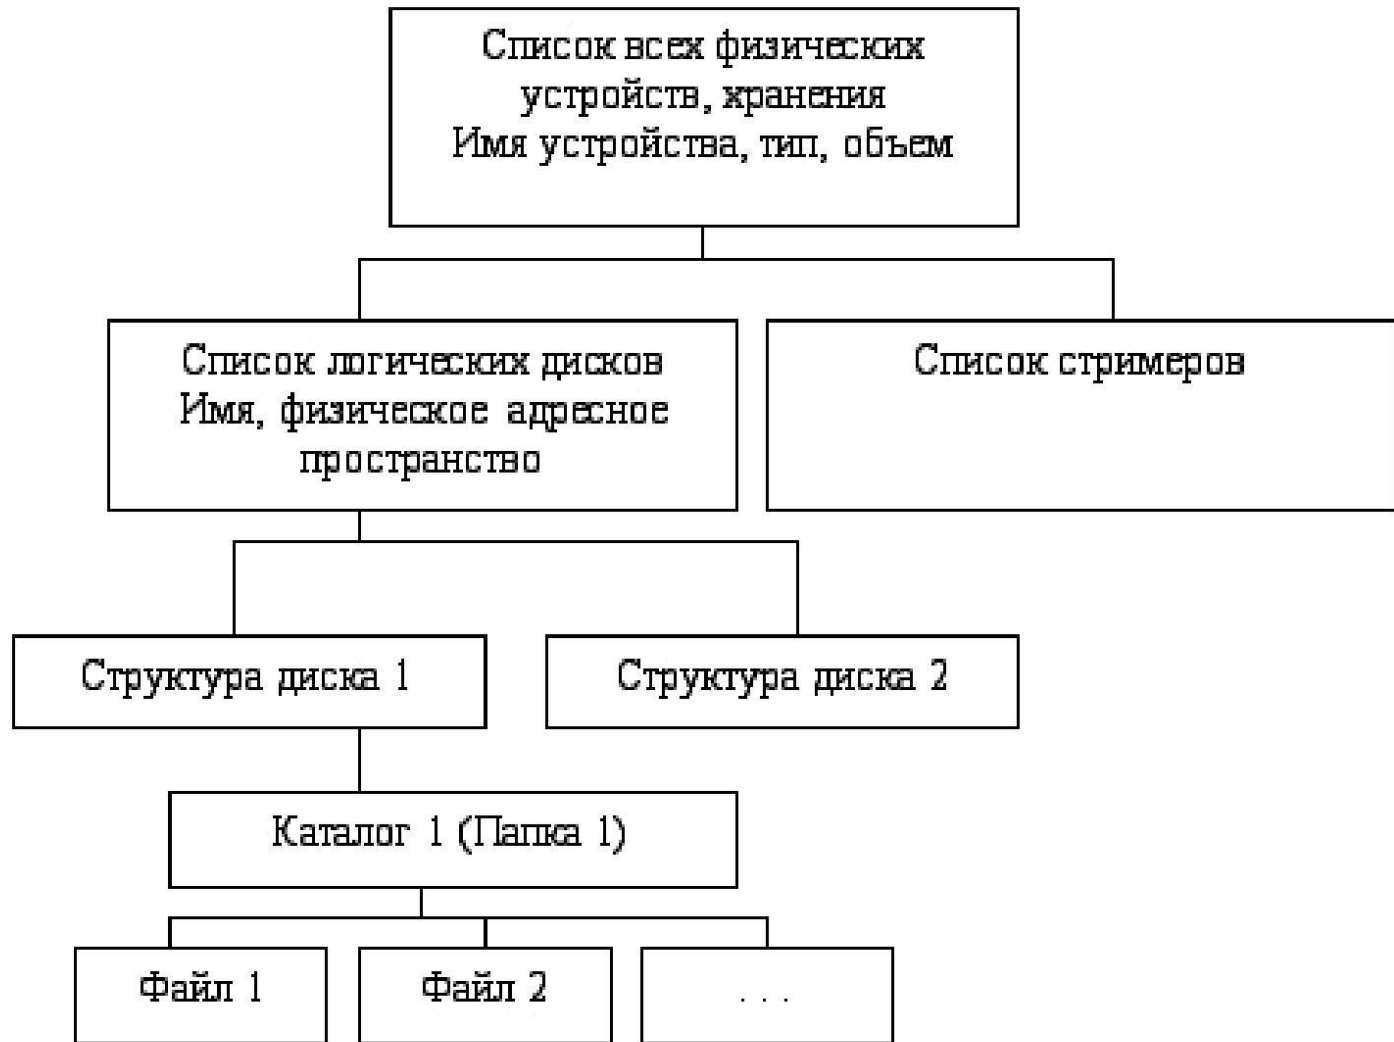 Список всех физических
устройств, хранения
Имя устройства, тип, объем
Список логических дисков
Имя, физическое адресное
пространство
Список стримеров
Структура диска 1
Структура диска 2
Каталог 1 (Папка 1)
Файл 1
Файл 2
. . .